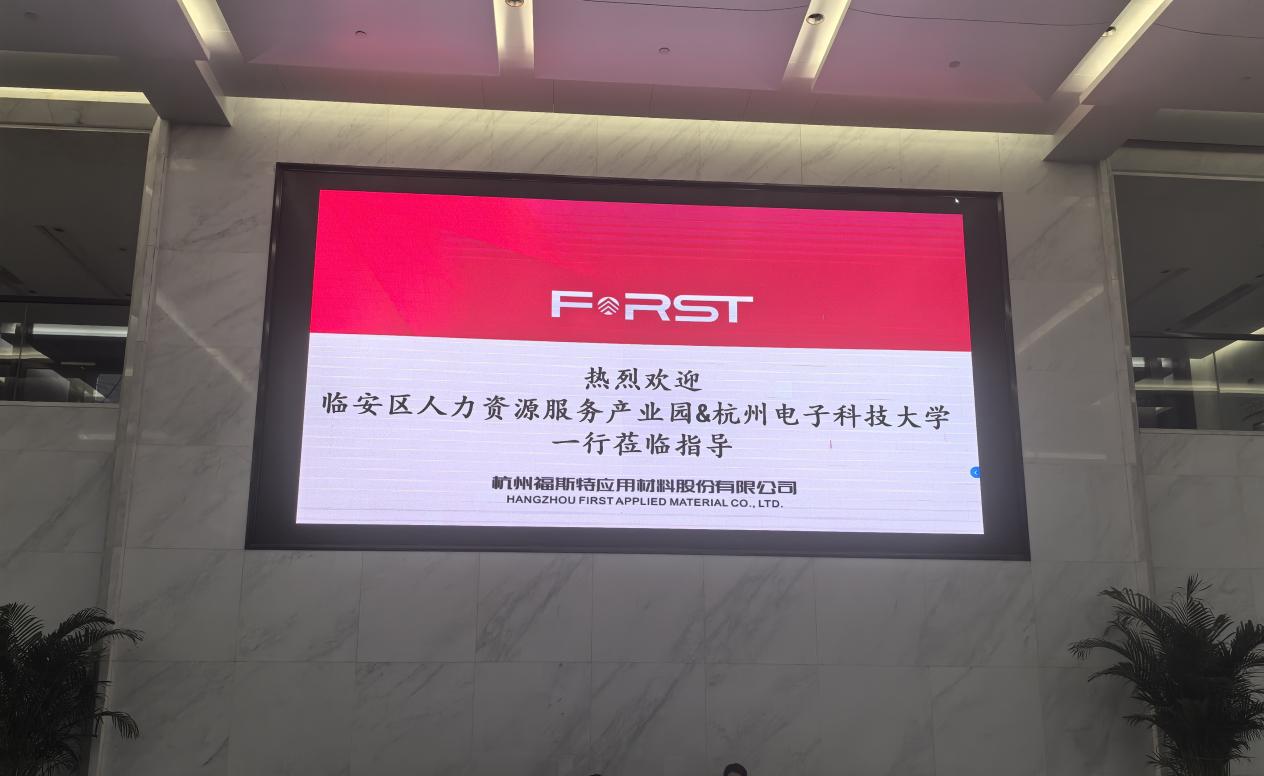 FIRST
热烈欢迎
临安区人力资源服务产业园&杭州电子科技大学
一行莅临指导
杭州福斯特应用材料股份有限公司
HANGZHOU FIRST APPLIED MATERIAL CO., LTD.